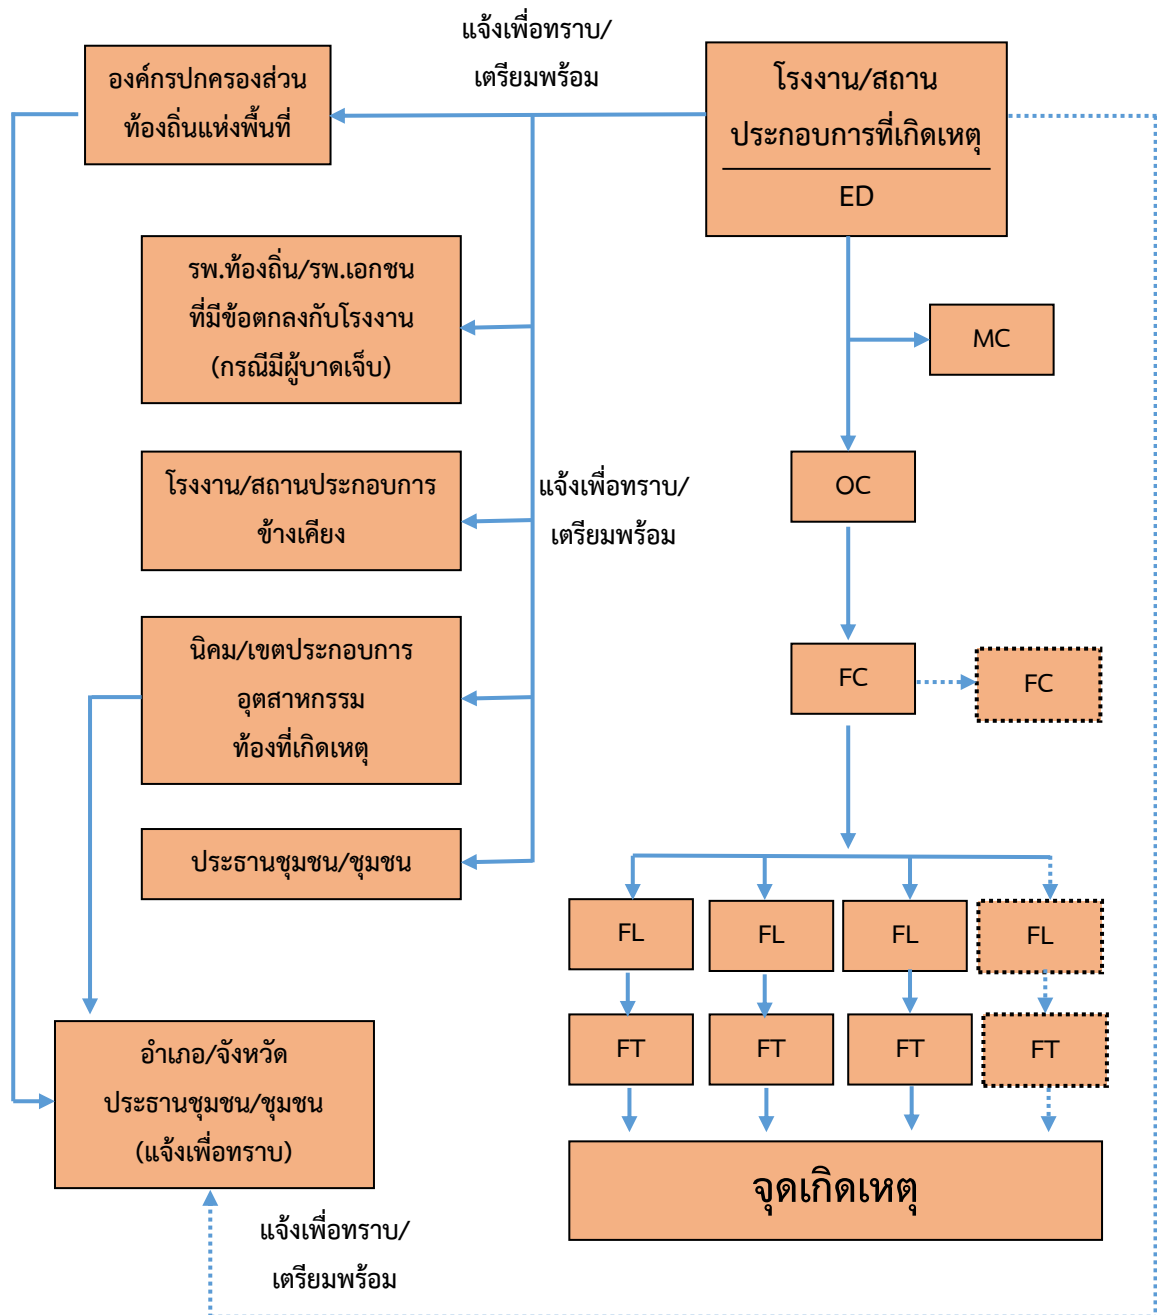 แจ้งเพื่อทราบ/
เตรียมพร้อม
องค์กรปกครองส่วน
ท้องถิ่นแห่งพื้นที่
โรงงาน/สถาน
ประกอบการที่เกิดเหตุ
ED
รพ.ท้องถิ่น/รพ.เอกชน
ที่มีข้อตกลงกับโรงงาน
(กรณีมีผู้บาดเจ็บ)
MC
โรงงาน/สถานประกอบการ
ข้างเคียง
แจ้งเพื่อทราบ/
เตรียมพร้อม
OC
นิคม/เขตประกอบการ
อุตสาหกรรม
ท้องที่เกิดเหตุ
FC
FC
ประธานชุมชน/ชุมชน
FL
FL
FL
FL
FT
FT
FT
FT
อำเภอ/จังหวัด
ประธานชุมชน/ชุมชน
(แจ้งเพื่อทราบ)
จุดเกิดเหตุ
แจ้งเพื่อทราบ/
เตรียมพร้อม